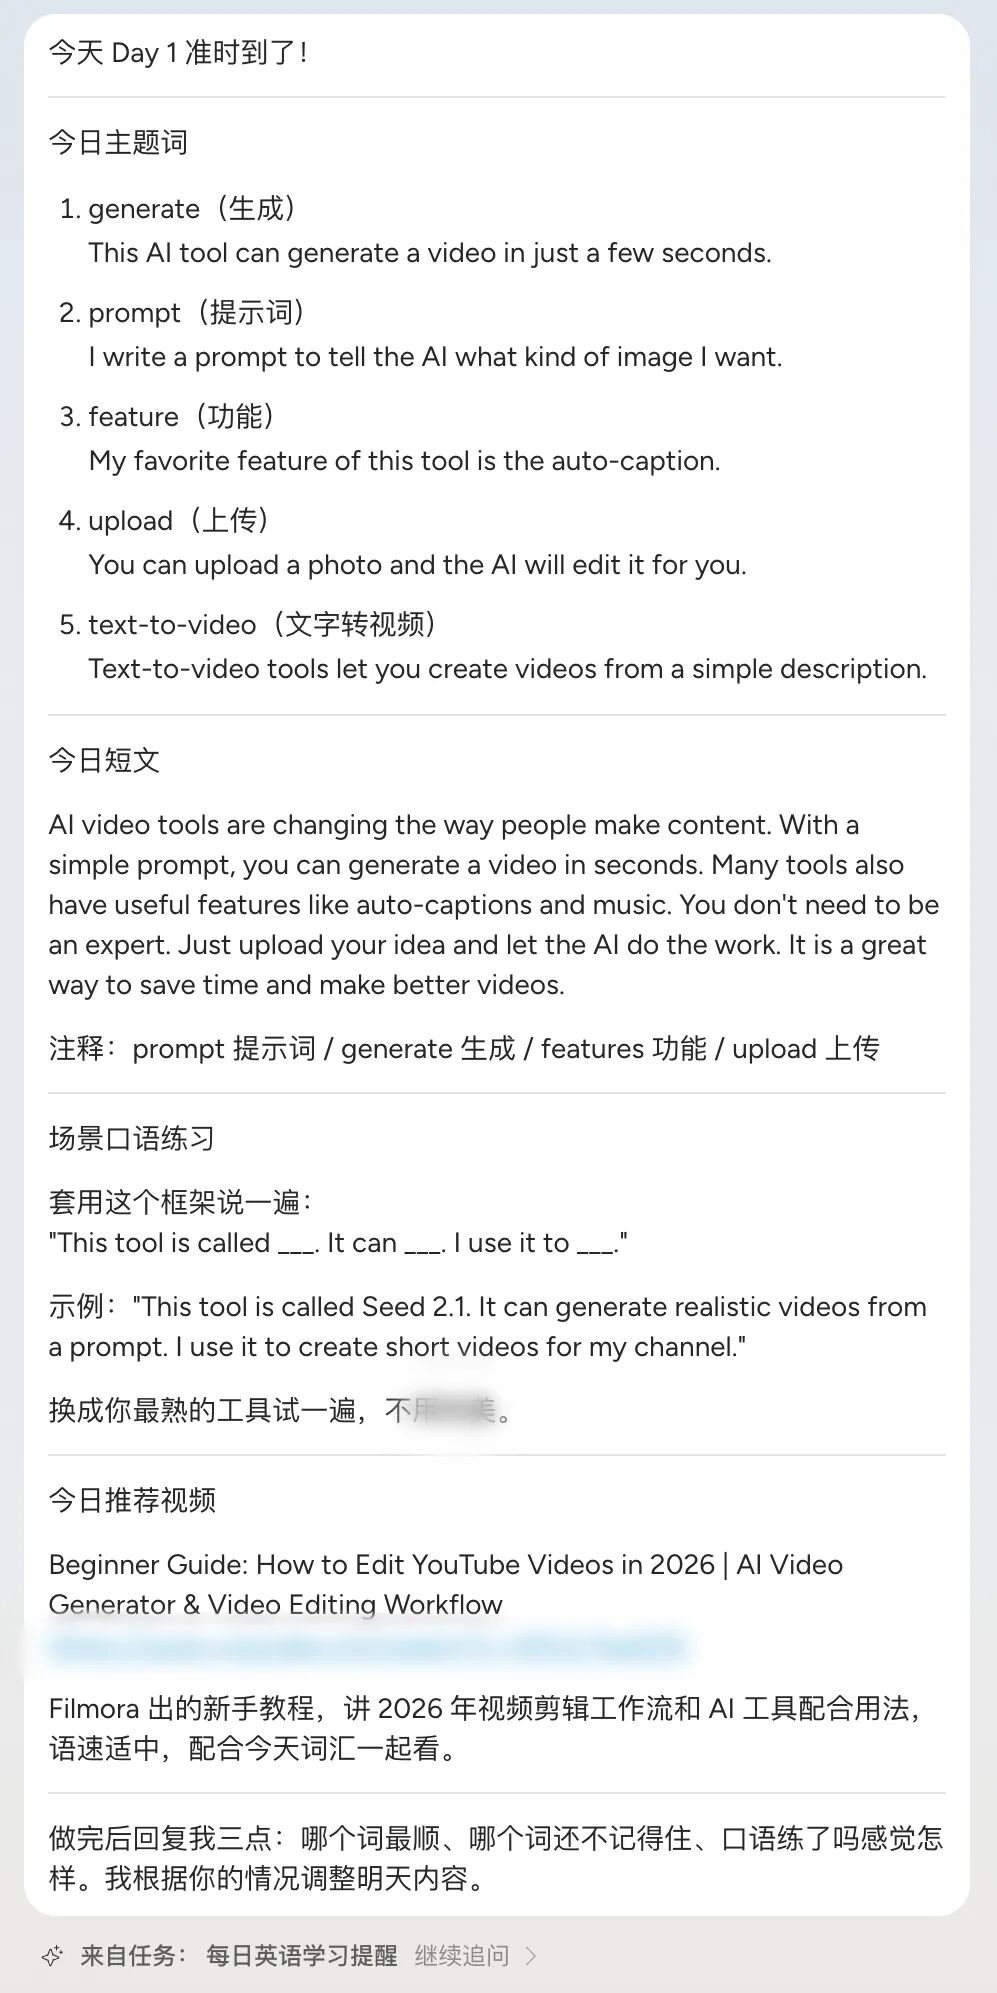 今天 Day 1 准时到了！
今日主题词
1. generate（生成）
This AI tool can generate a video in just a few seconds.
2. prompt（提示词）
I write a prompt to tell the AI what kind of image I want.
3. feature（功能）
My favorite feature of this tool is the auto-caption.
4. upload（上传）
You can upload a photo and the AI will edit it for you.
5. text-to-video（文字转视频）
Text-to-video tools let you create videos from a simple description.
今日短文
AI video tools are changing the way people make content. With a
simple prompt, you can generate a video in seconds. Many tools also
have useful features like auto-captions and music. You don't need to be
an expert. Just upload your idea and let the AI do the work. It is a great
way to save time and make better videos.
注释：prompt 提示词 / generate 生成 / features 功能 / upload 上传
场景口语练习
套用这个框架说一遍：
"This tool is called ___. It can ___. I use it to ___."
示例："This tool is called Seed 2.1. It can generate realistic videos from
a prompt. I use it to create short videos for my channel."
换成你最熟的工具试一遍，不用美。
今日推荐视频
Beginner Guide: How to Edit YouTube Videos in 2026 | AI Video
Generator & Video Editing Workflow
Filmora 出的新手教程，讲 2026 年视频剪辑工作流和 AI 工具配合用法，
语速适中，配合今天词汇一起看。
做完后回复我三点：哪个词最顺、哪个词还不记得住、口语练了吗感觉怎
样。我根据你的情况调整明天内容。
来自任务： 每日英语学习提醒 继续追问